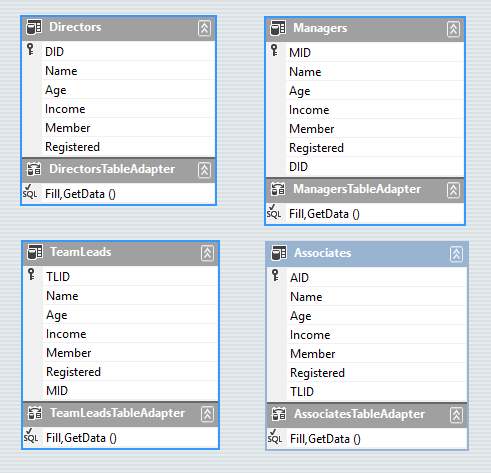 Directors
DID
Name
Age
Income
Member
Registered
DirectorsTableAdapter
SQL Fill,GetData ()
Managers
MID
Name
Age
Income
Member
Registered
DID
ManagersTableAdapter
SQL Fill,GetData ()
TeamLeads
TLID
Name
Age
Income
Member
Registered
MID
TeamLeadsTableAdapter
SQL Fill,GetData ()
Associates
AID
Name
Age
Income
Member
Registered
TLID
AssociatesTableAdapter
SQL Fill,GetData ()